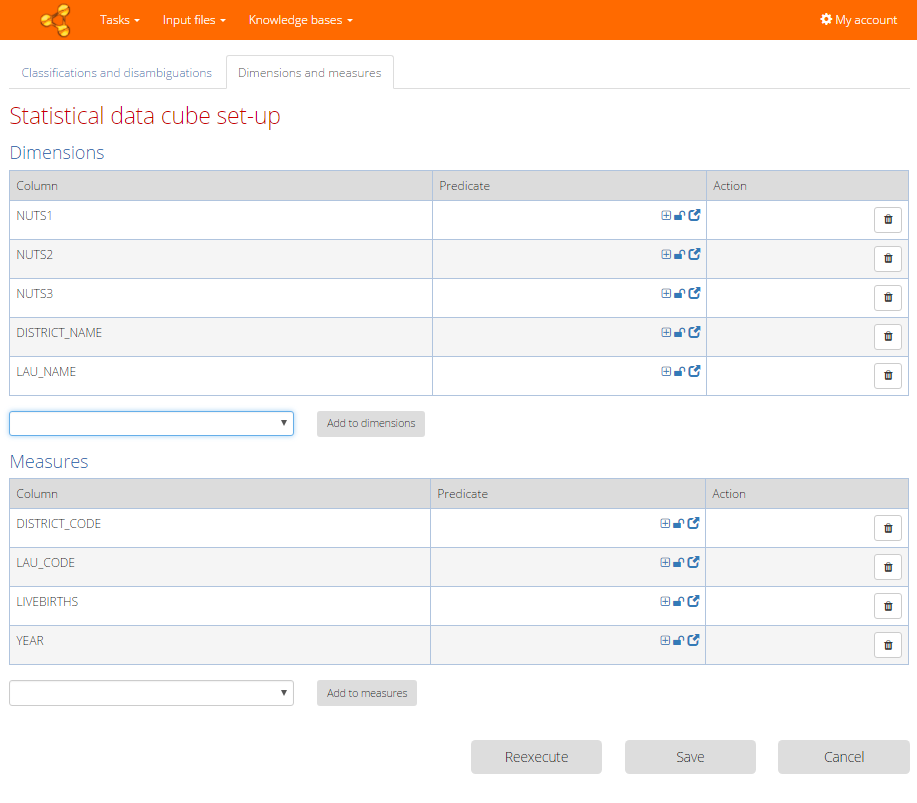 Tasks Input files Knowledge bases My account
Classifications and disambiguations Dimensions and measures
Statistical data cube set-up
Dimensions
Column Predicate Action
NUTS1
NUTS2
NUTS3
DISTRICT_NAME
LAU_NAME
Add to dimensions
Measures
Column Predicate Action
DISTRICT_CODE
LAU_CODE
LIVEBIRTHS
YEAR
Add to measures
Reexecute Save Cancel